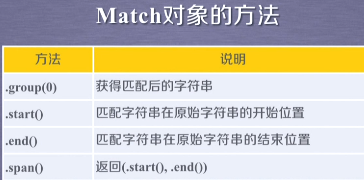 Match对象的方法
方法 说明
.group(0) 获得匹配后的字符串
.start() 匹配字符串在原始字符串的开始位置
.end() 匹配字符串在原始字符串的结束位置
.span() 返回(.start(), .end())